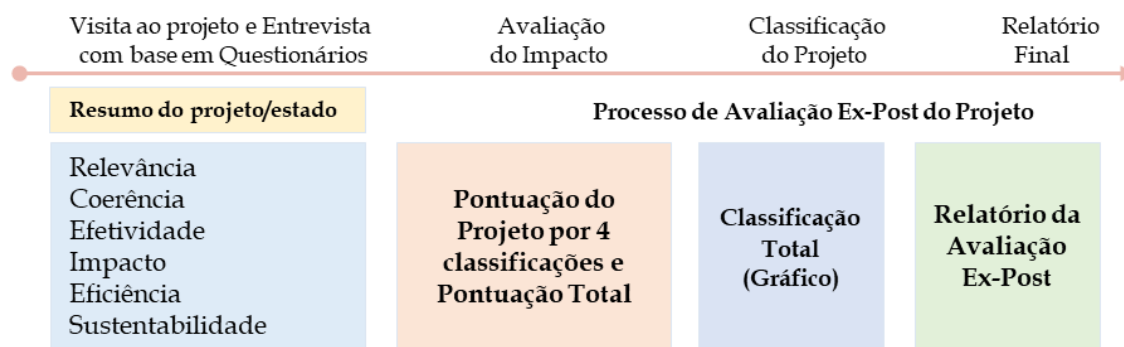 Visita ao projeto e Entrevista
com base em Questionários
Avaliação
do Impacto
Classificação
do Projeto
Relatório
Final
Resumo do projeto/estado
Processo de Avaliação Ex-Post do Projeto
Relevância
Coerência
Efetividade
Impacto
Eficiência
Sustentabilidade
Pontuação do
Projeto por 4
classificações e
Pontuação Total
Classificação
Total
(Gráfico)
Relatório da
Avaliação
Ex-Post